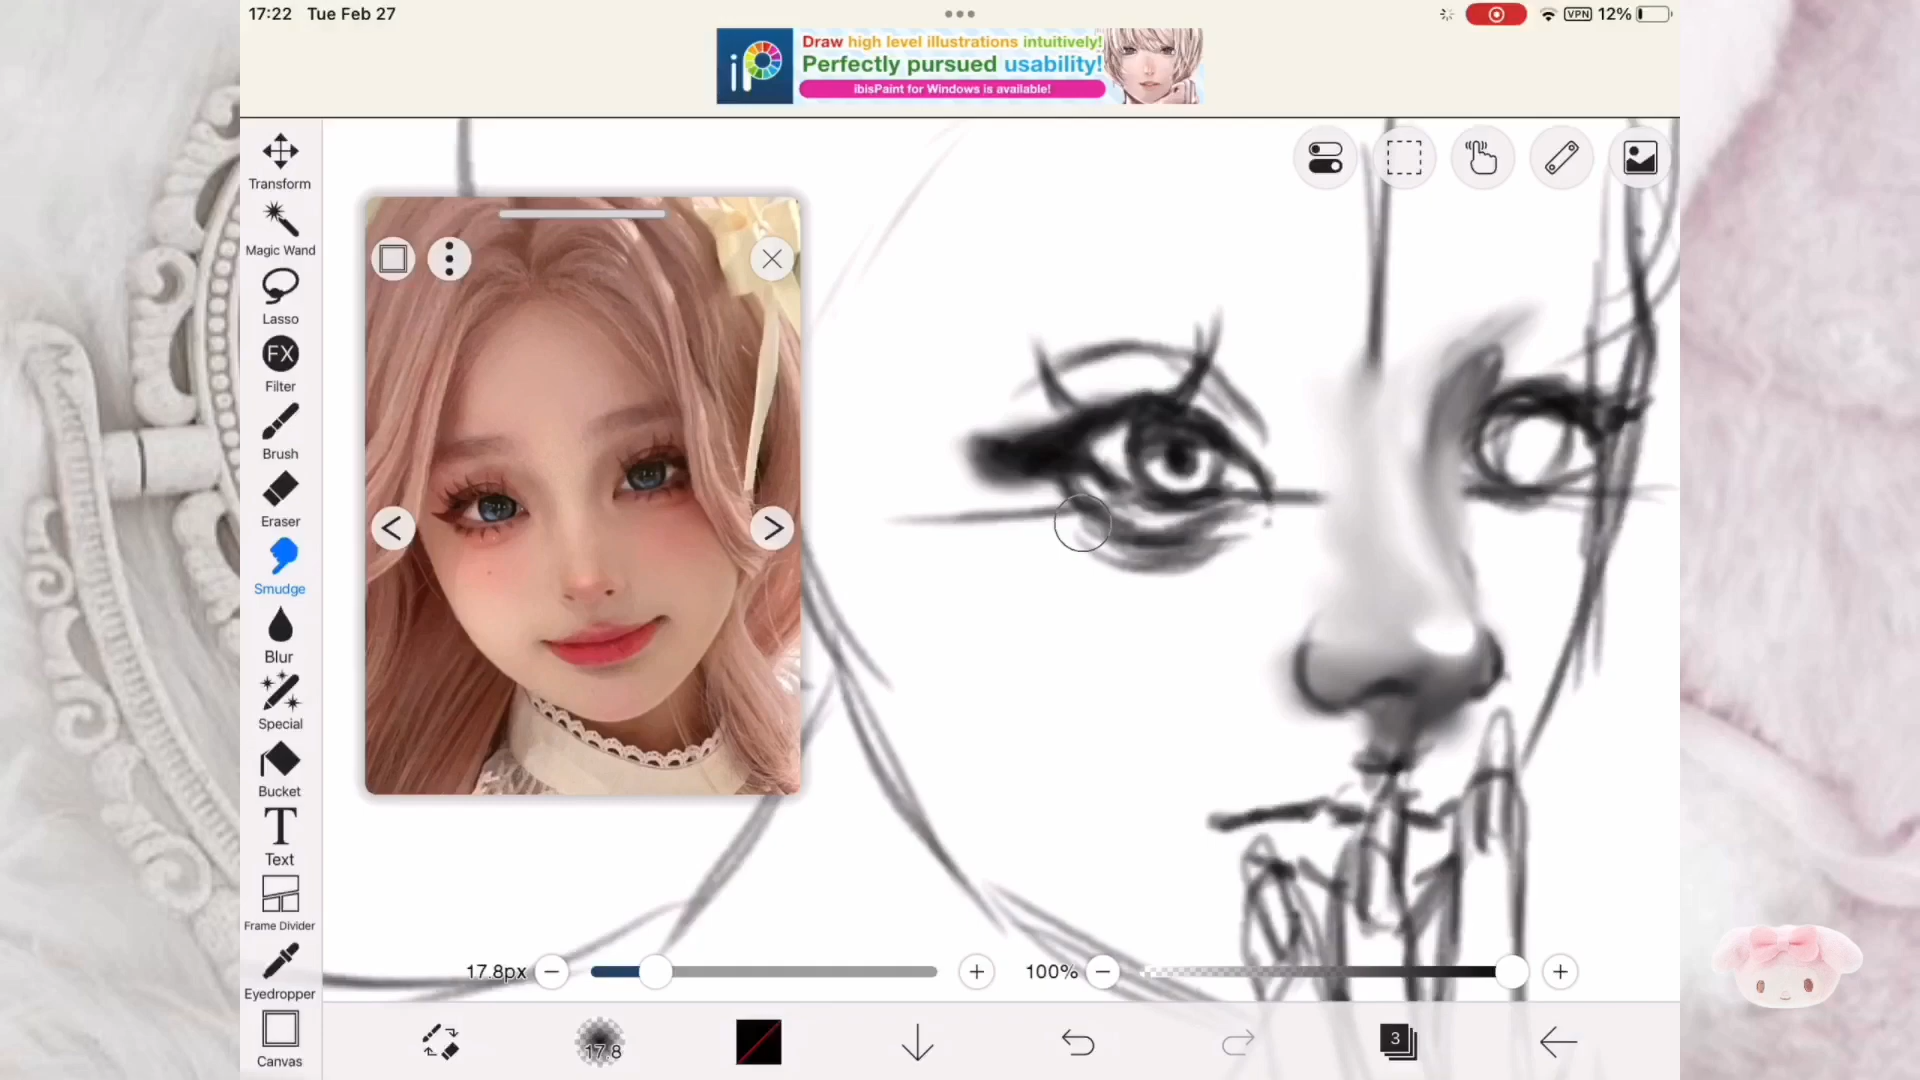 17:22 Tue Feb 27
VPN 12%
iP
Draw high level illustrations intuitively!
Perfectly pursued usability!
ibisPaint for Windows is available!
Transform
Magic Wand
Lasso
FX
Filter
Brush
Eraser
Smudge
Blur
Special
Bucket
T
Text
Frame Divider
Eyedropper
Canvas
17.8px
100%
17.8
3